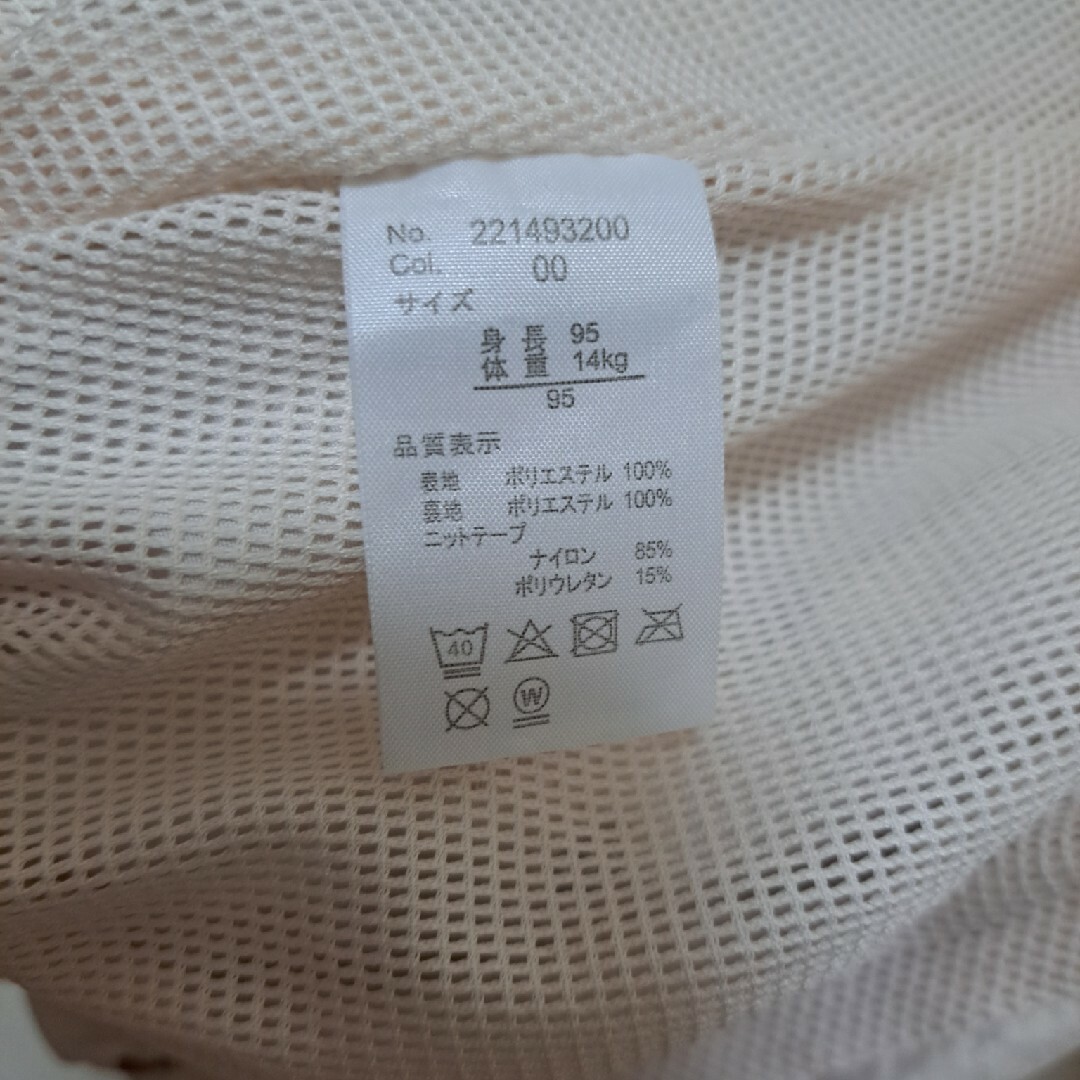 No. 221493200
Col. 00
サイズ
身長 95
体重 14kg
95
品質表示
表地 ポリエステル 100%
裏地 ポリエステル 100%
ニットテープ
ナイロン 85%
ポリウレタン 15%
40
W